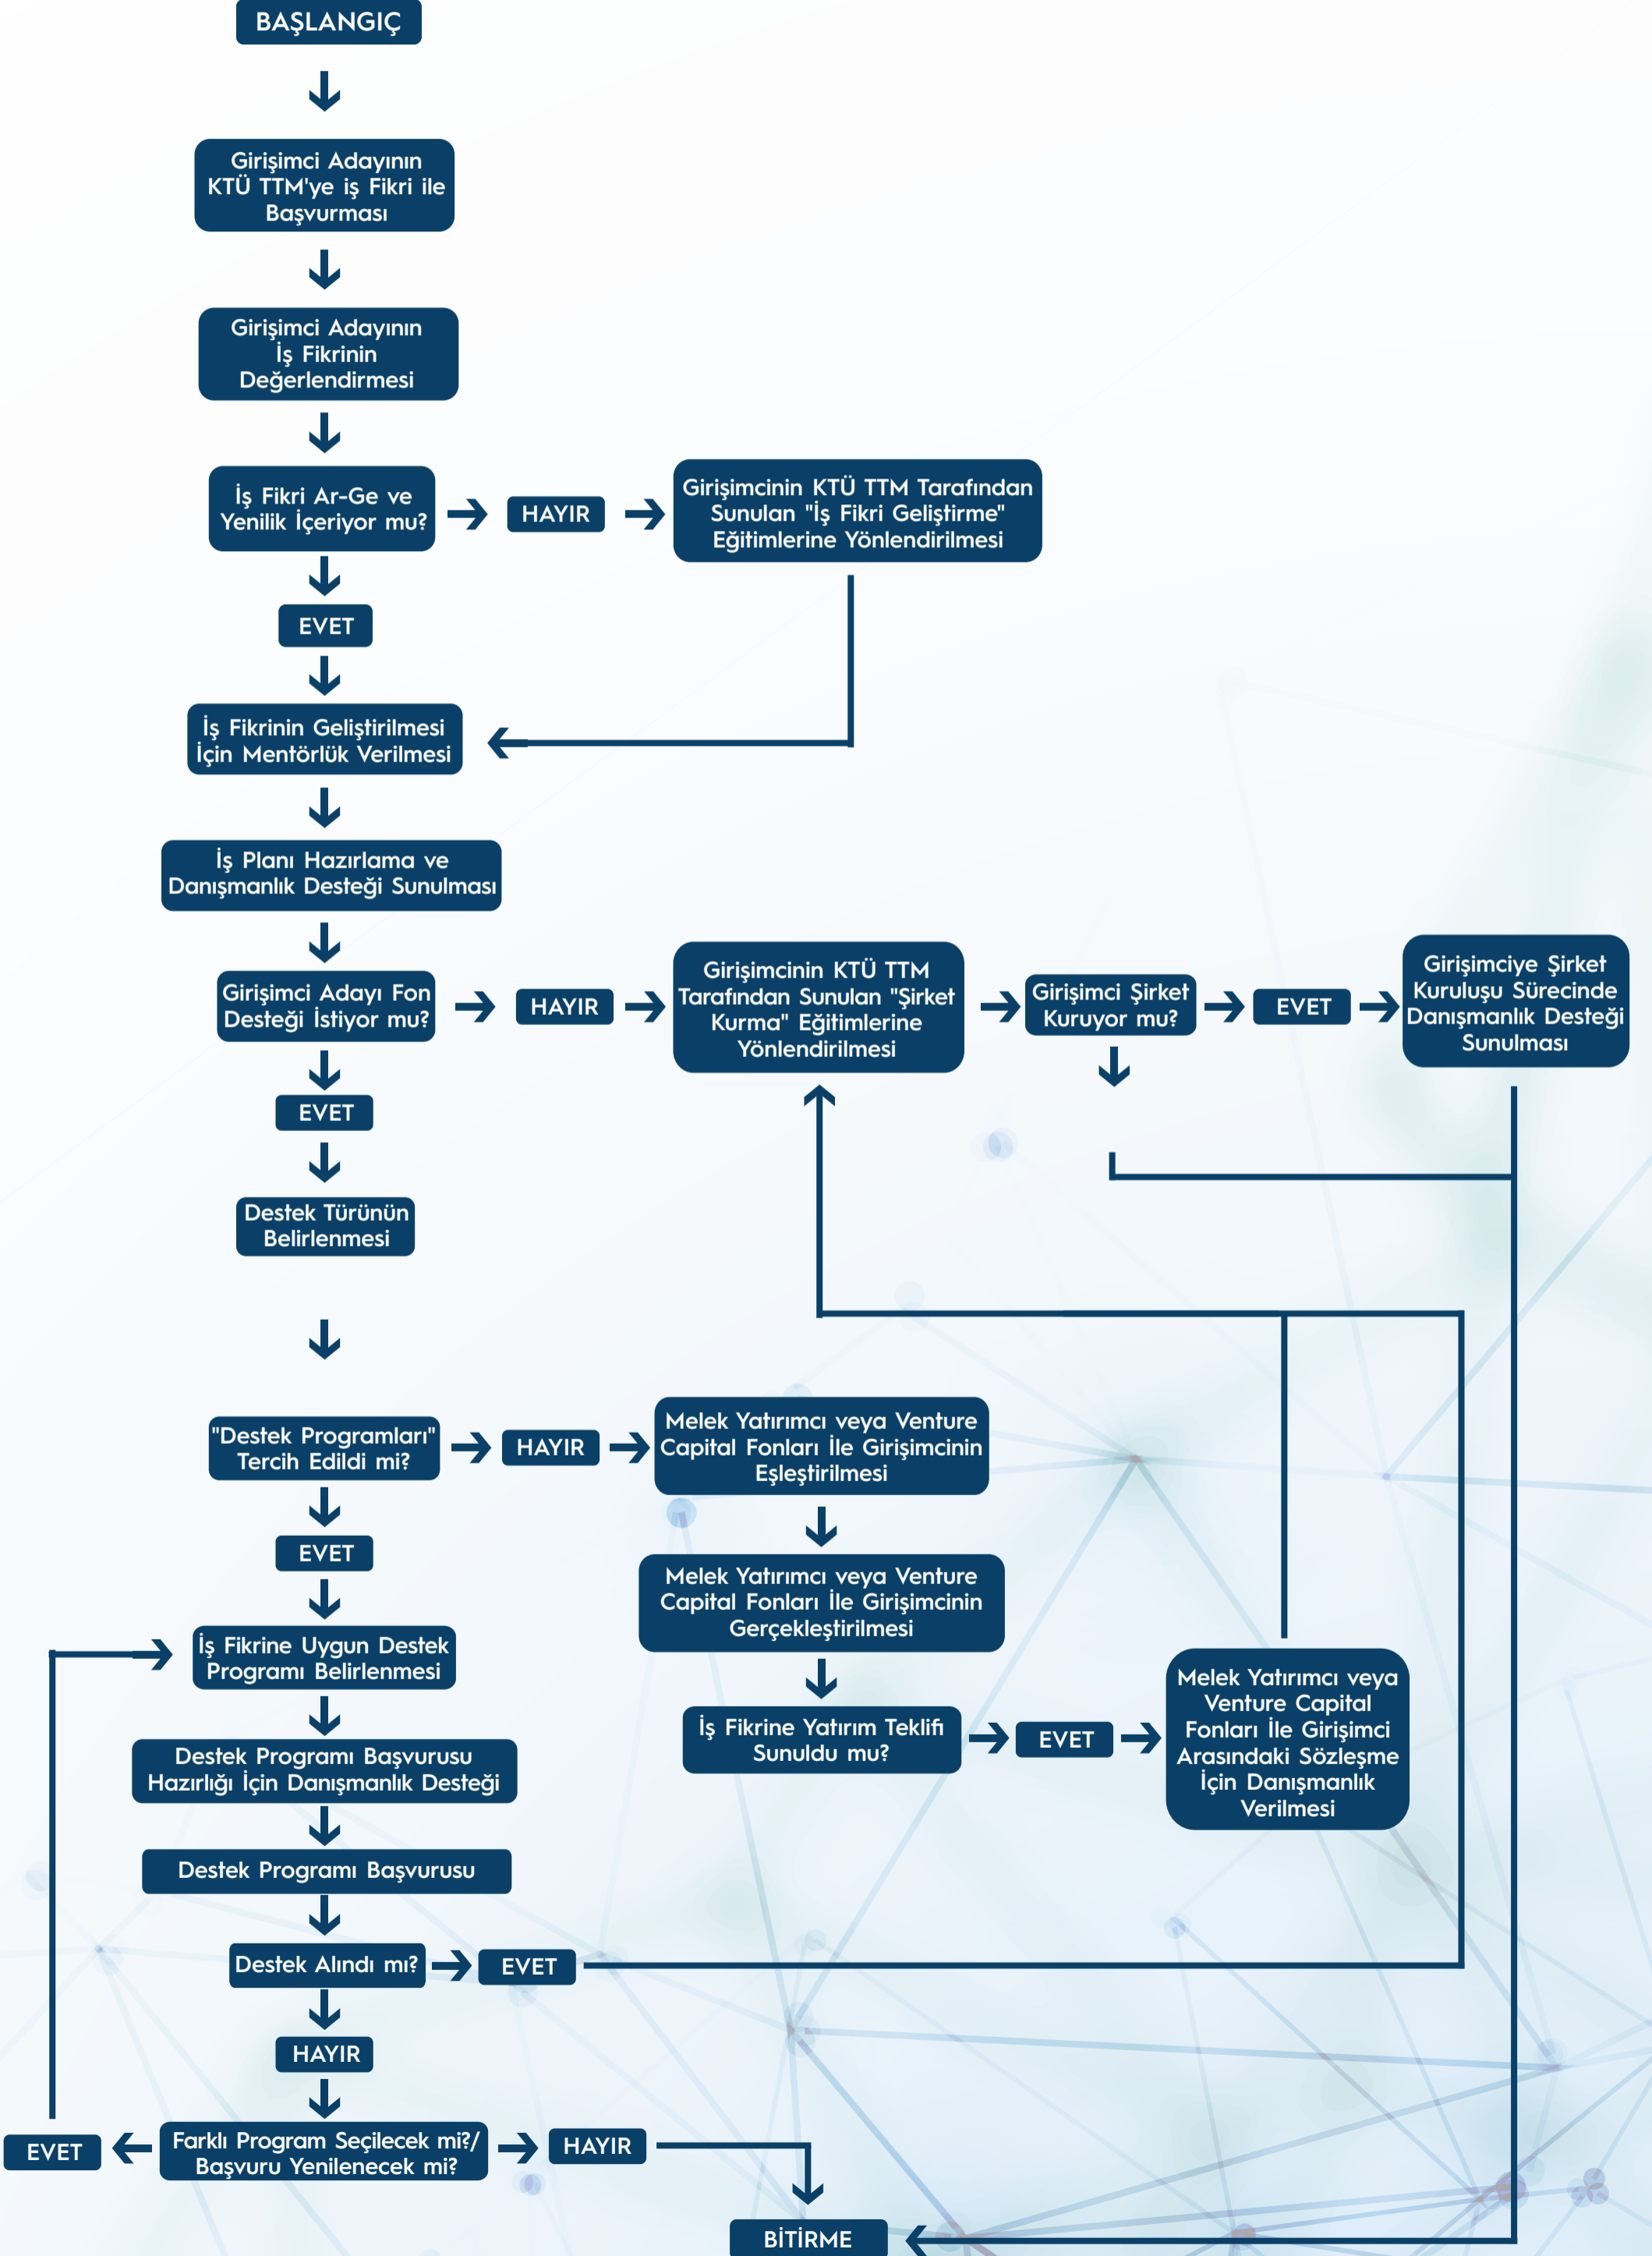 BAŞLANGIÇ
Girişimci Adayının
KTÜ TTM'ye iş Fikri ile
Başvurması
Girişimci Adayının
İş Fikrinin
Değerlendirmesi
İş Fikri Ar-Ge ve
Yenilik İçeriyor mu?
HAYIR
Girişimcinin KTÜ TTM Tarafından
Sunulan "İş Fikri Geliştirme"
Eğitimlerine Yönlendirilmesi
EVET
İş Fikrinin Geliştirilmesi
İçin Mentörlük Verilmesi
İş Planı Hazırlama ve
Danışmanlık Desteği Sunulması
Girişimci Adayı Fon
Desteği İstiyor mu?
HAYIR
Girişimcinin KTÜ TTM
Tarafından Sunulan "Şirket
Kurma" Eğitimlerine
Yönlendirilmesi
Girişimci Şirket
Kuruyor mu?
EVET
Girişimciye Şirket
Kuruluşu Sürecinde
Danışmanlık Desteği
Sunulması
EVET
Destek Türünün
Belirlenmesi
"Destek Programları"
Tercih Edildi mi?
HAYIR
Melek Yatırımcı veya Venture
Capital Fonları İle Girişimcinin
Eşleştirilmesi
EVET
Melek Yatırımcı veya Venture
Capital Fonları İle Girişimcinin
Gerçekleştirilmesi
İş Fikrine Uygun Destek
Programı Belirlenmesi
İş Fikrine Yatırım Teklifi
Sunuldu mu?
EVET
Melek Yatırımcı veya
Venture Capital
Fonları İle Girişimci
Arasındaki Sözleşme
İçin Danışmanlık
Verilmesi
Destek Programı Başvurusu
Hazırlığı İçin Danışmanlık Desteği
Destek Programı Başvurusu
Destek Alındı mı?
EVET
HAYIR
EVET
Farklı Program Seçilecek mi?/
Başvuru Yenilenecek mi?
HAYIR
BİTİRME